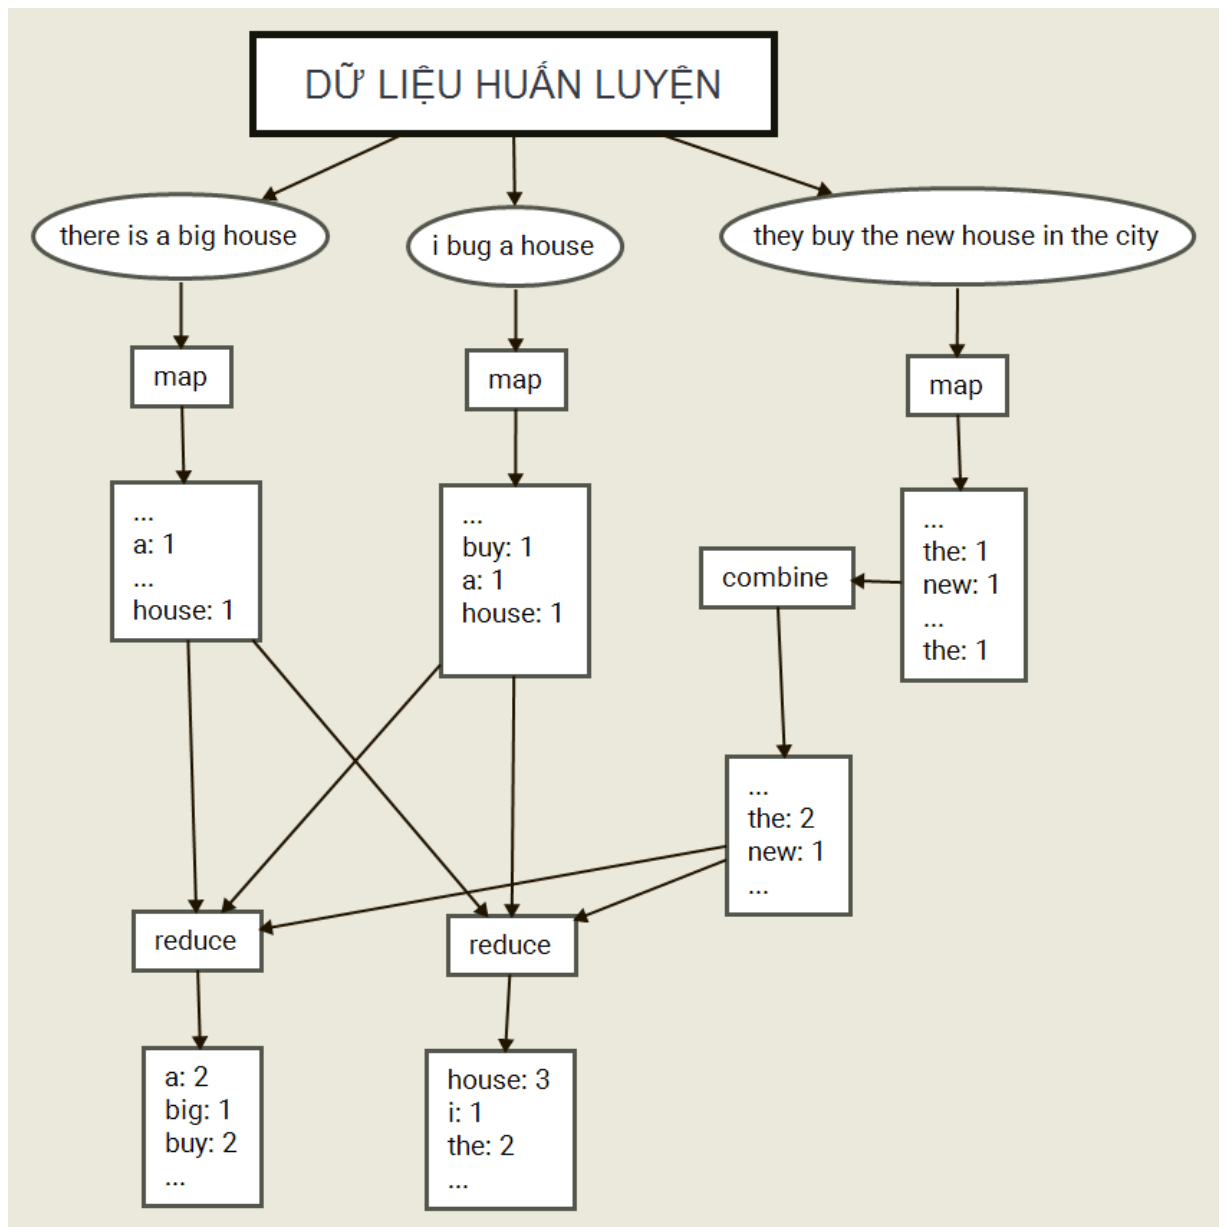 DỮ LIỆU HUẤN LUYỆN
there is a big house
i bug a house
they buy the new house in the city
map
map
map
...
a: 1
...
house: 1
...
buy: 1
a: 1
house: 1
...
the: 1
new: 1
...
the: 1
combine
...
the: 2
new: 1
...
reduce
reduce
a: 2
big: 1
buy: 2
...
house: 3
i: 1
the: 2
...